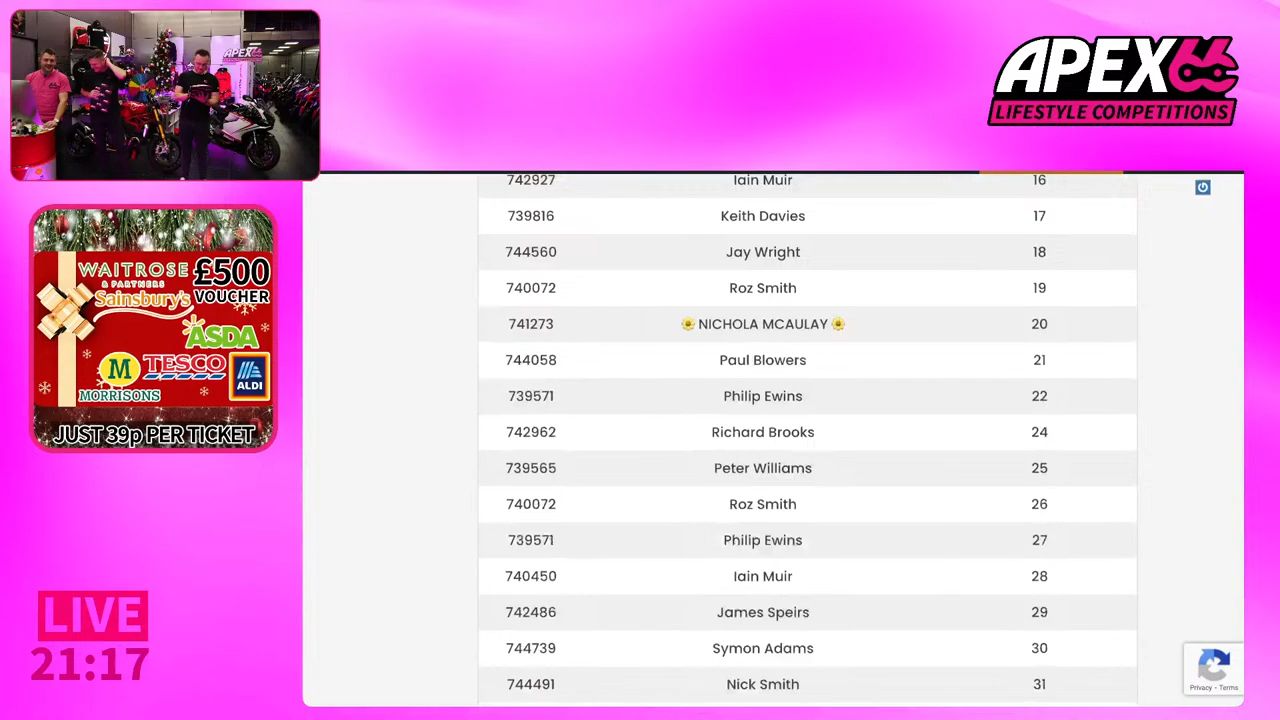 APEX66
LIFESTYLE COMPETITIONS
742927 Iain Muir 16
739816 Keith Davies 17
744560 Jay Wright 18
740072 Roz Smith 19
741273 🌻 NICHOLA MCAULAY 🌻 20
744058 Paul Blowers 21
739571 Philip Ewins 22
742962 Richard Brooks 24
739565 Peter Williams 25
740072 Roz Smith 26
739571 Philip Ewins 27
740450 Iain Muir 28
742486 James Speirs 29
744739 Symon Adams 30
744491 Nick Smith 31
WAITROSE
& PARTNERS
£500
VOUCHER
Sainsbury's
ASDA
M
MORRISONS
TESCO
ALDI
JUST 39p PER TICKET
LIVE
21:17
Privacy - Terms